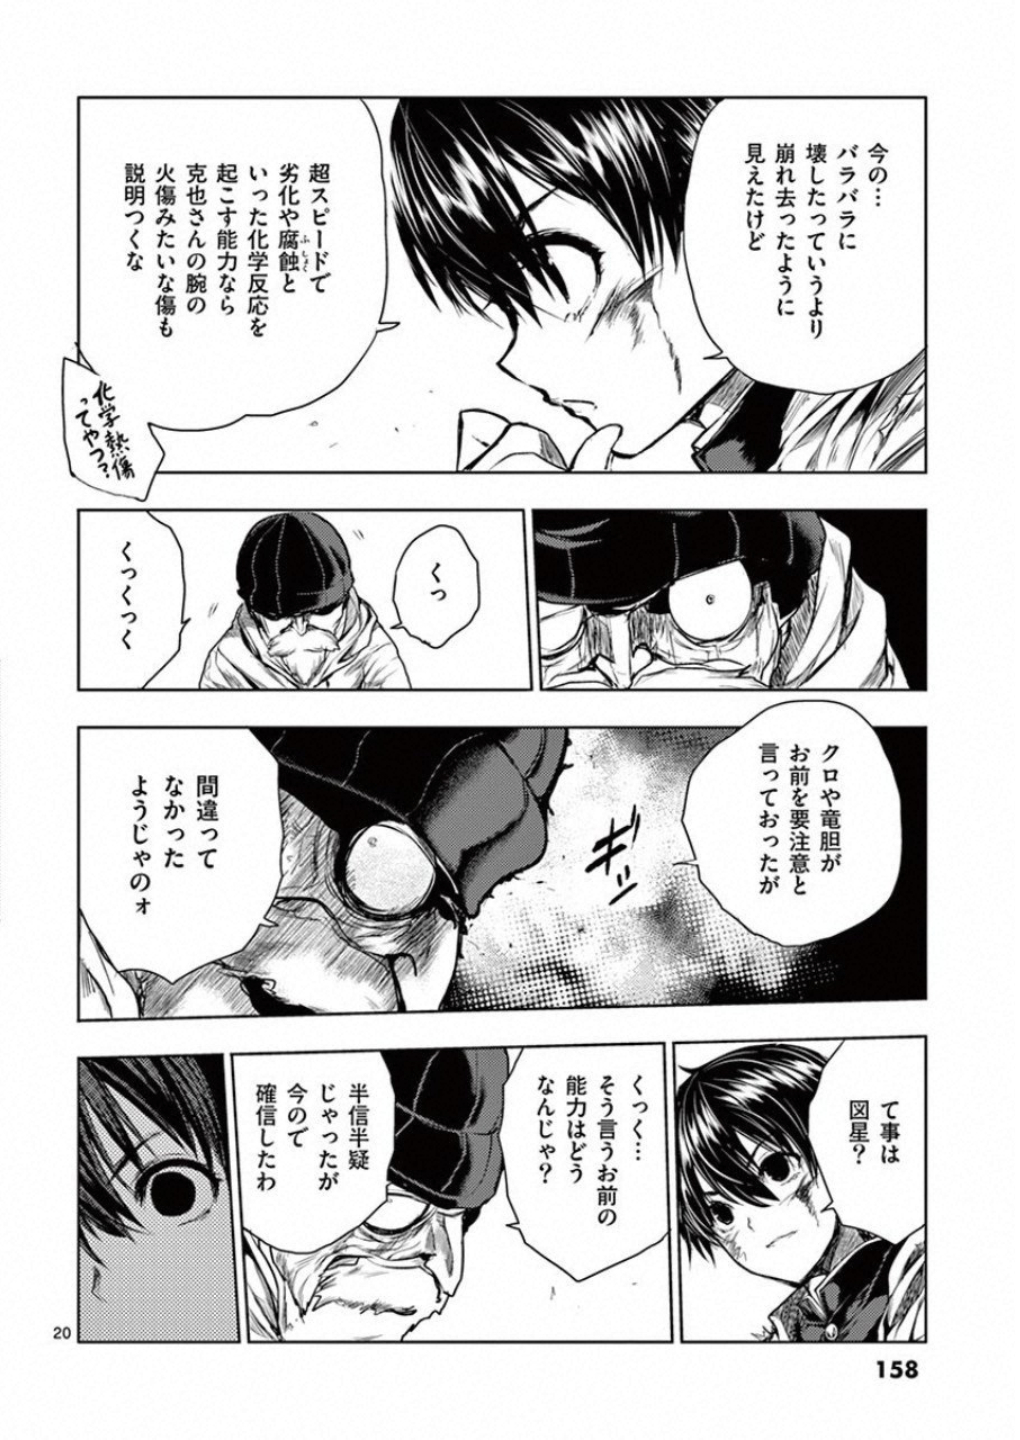 今の…
バラバラに
壊したっていうより
崩れ去ったように
見えたけど
超スピードで
劣化や腐蝕と
ふしょく
いった化学反応を
起こす能力なら
克也さんの腕の
火傷みたいな傷も
説明つくな
化学熱傷
ってやつ？
くっ
くっくっく
クロや竜胆が
お前を要注意と
言っておったが
ギョ
間違って
なかった
ようじゃのォ
て事は
図星？
くっく…
そう言うお前の
能力はどう
なんじゃ？
半信半疑
じゃったが
今ので
確信したわ
20
158